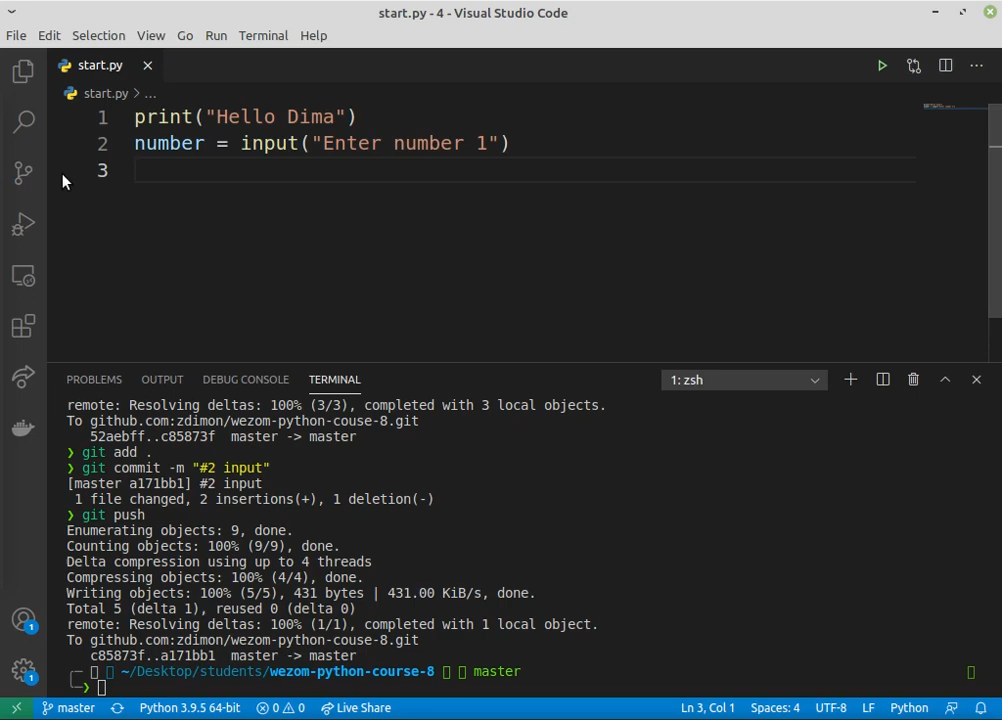 start.py - 4 - Visual Studio Code
File Edit Selection View Go Run Terminal Help
start.py
start.py > ...
1 print("Hello Dima")
2 number = input("Enter number 1")
3
PROBLEMS OUTPUT DEBUG CONSOLE TERMINAL 1: zsh
remote: Resolving deltas: 100% (3/3), completed with 3 local objects.
To github.com:zdimon/wezom-python-couse-8.git
52aebff..c85873f master -> master
❯ git add .
❯ git commit -m "#2 input"
[master a171bb1] #2 input
1 file changed, 2 insertions(+), 1 deletion(-)
❯ git push
Enumerating objects: 9, done.
Counting objects: 100% (9/9), done.
Delta compression using up to 4 threads
Compressing objects: 100% (4/4), done.
Writing objects: 100% (5/5), 431 bytes | 431.00 KiB/s, done.
Total 5 (delta 1), reused 0 (delta 0)
remote: Resolving deltas: 100% (1/1), completed with 1 local object.
To github.com:zdimon/wezom-python-couse-8.git
c85873f..a171bb1 master -> master
~/Desktop/students/wezom-python-course-8 master
❯
1
1
master Python 3.9.5 64-bit 0 0 Live Share Ln 3, Col 1 Spaces: 4 UTF-8 LF Python